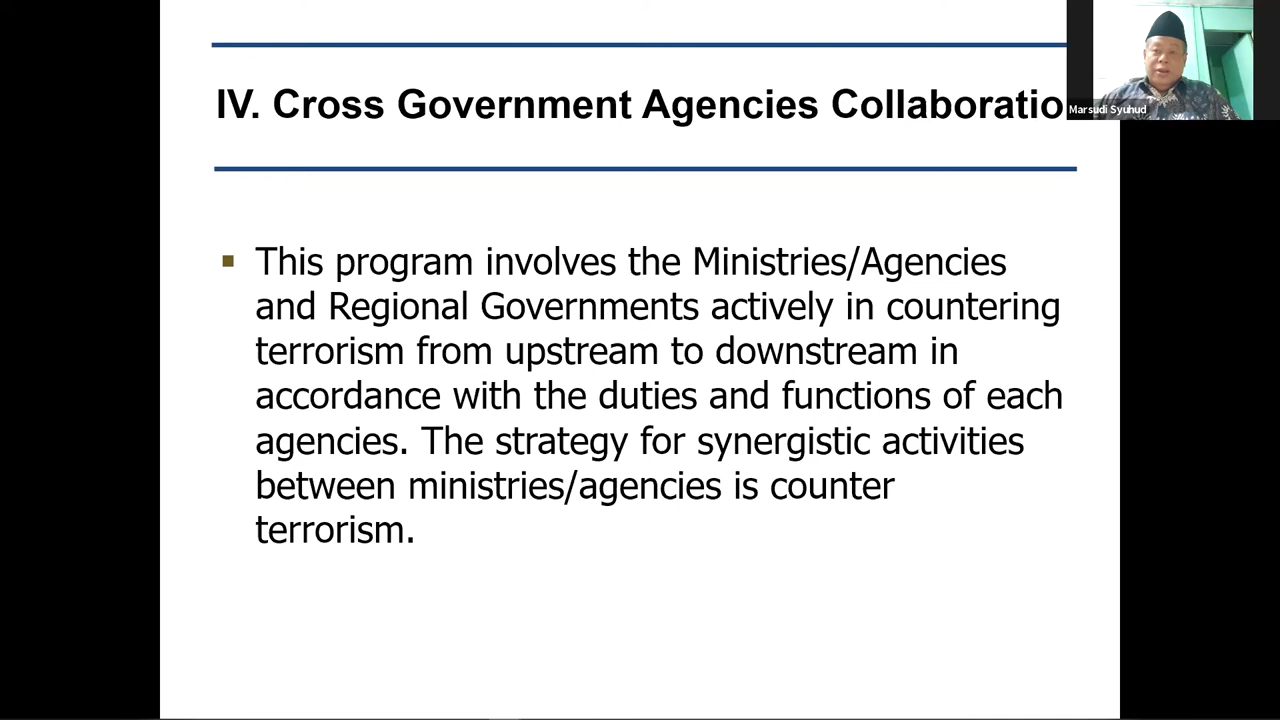 IV. Cross Government Agencies Collaboratio
Marsudi Syuhud
This program involves the Ministries/Agencies
and Regional Governments actively in countering
terrorism from upstream to downstream in
accordance with the duties and functions of each
agencies. The strategy for synergistic activities
between ministries/agencies is counter
terrorism.